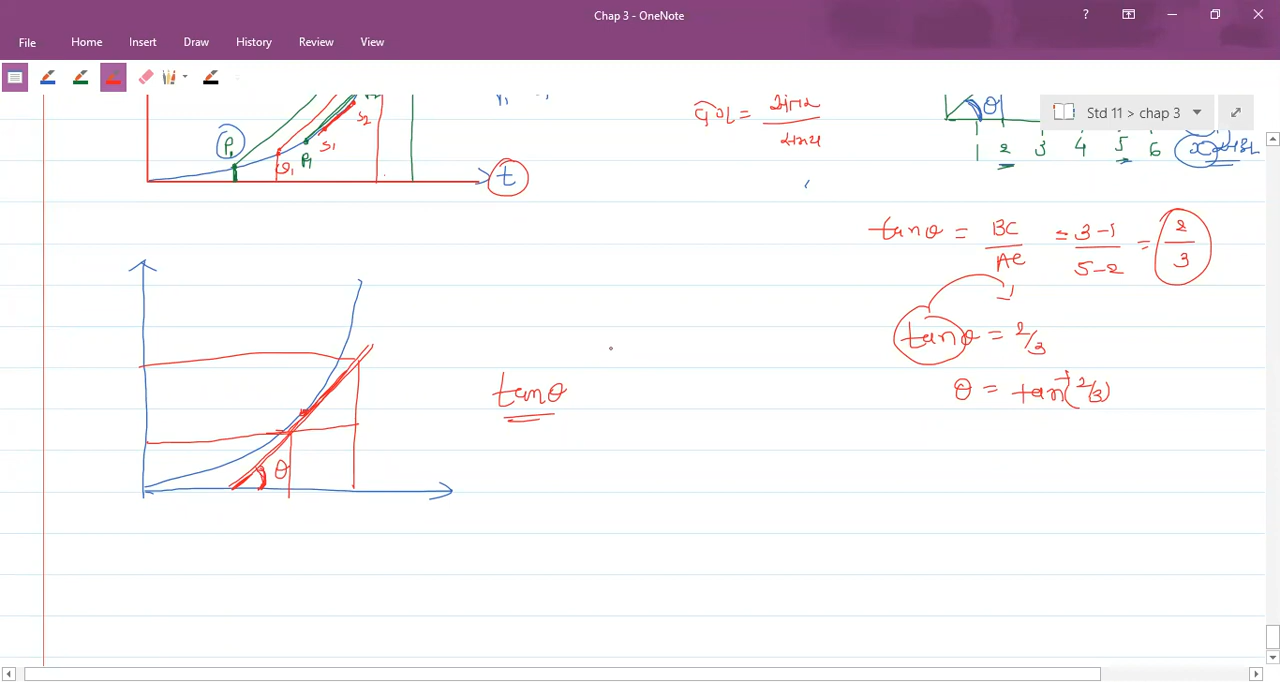 Chap 3 - OneNote
File Home Insert Draw History Review View
Std 11 > chap 3
P₁ S₁ S₂
P₁
t
θ
1 2 3 4 5 6
tanθ = BC/AC = 3-1/5-2 = 2/3
tanθ = 2/3
tanθ
θ = tan⁻¹(2/3)
θ